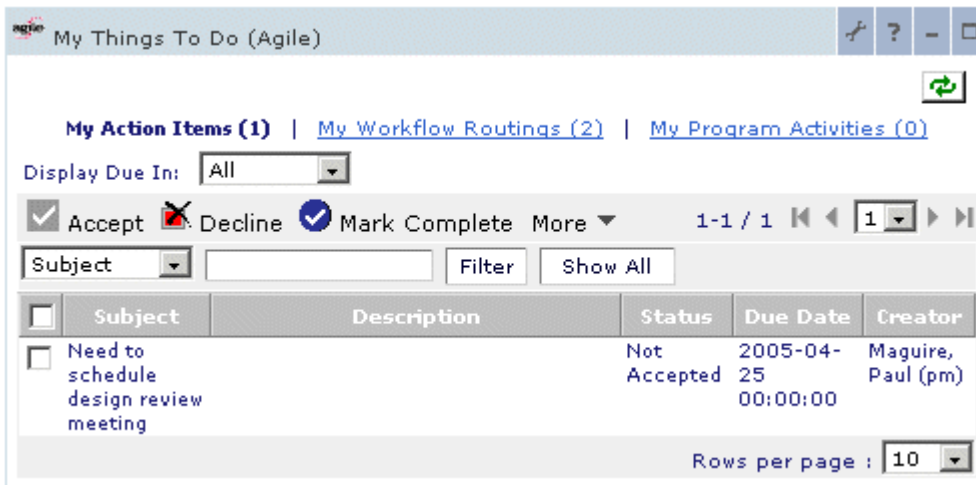 agile My Things To Do (Agile) ?
My Action Items (1) | My Workflow Routings (2) | My Program Activities (0)
Display Due In: All
Accept Decline Mark Complete More 1-1 / 1 1
Subject Filter Show All
Subject Description Status Due Date Creator
Need to Not 2005-04- Maguire,
schedule Accepted 25 Paul (pm)
design review 00:00:00
meeting
Rows per page : 10